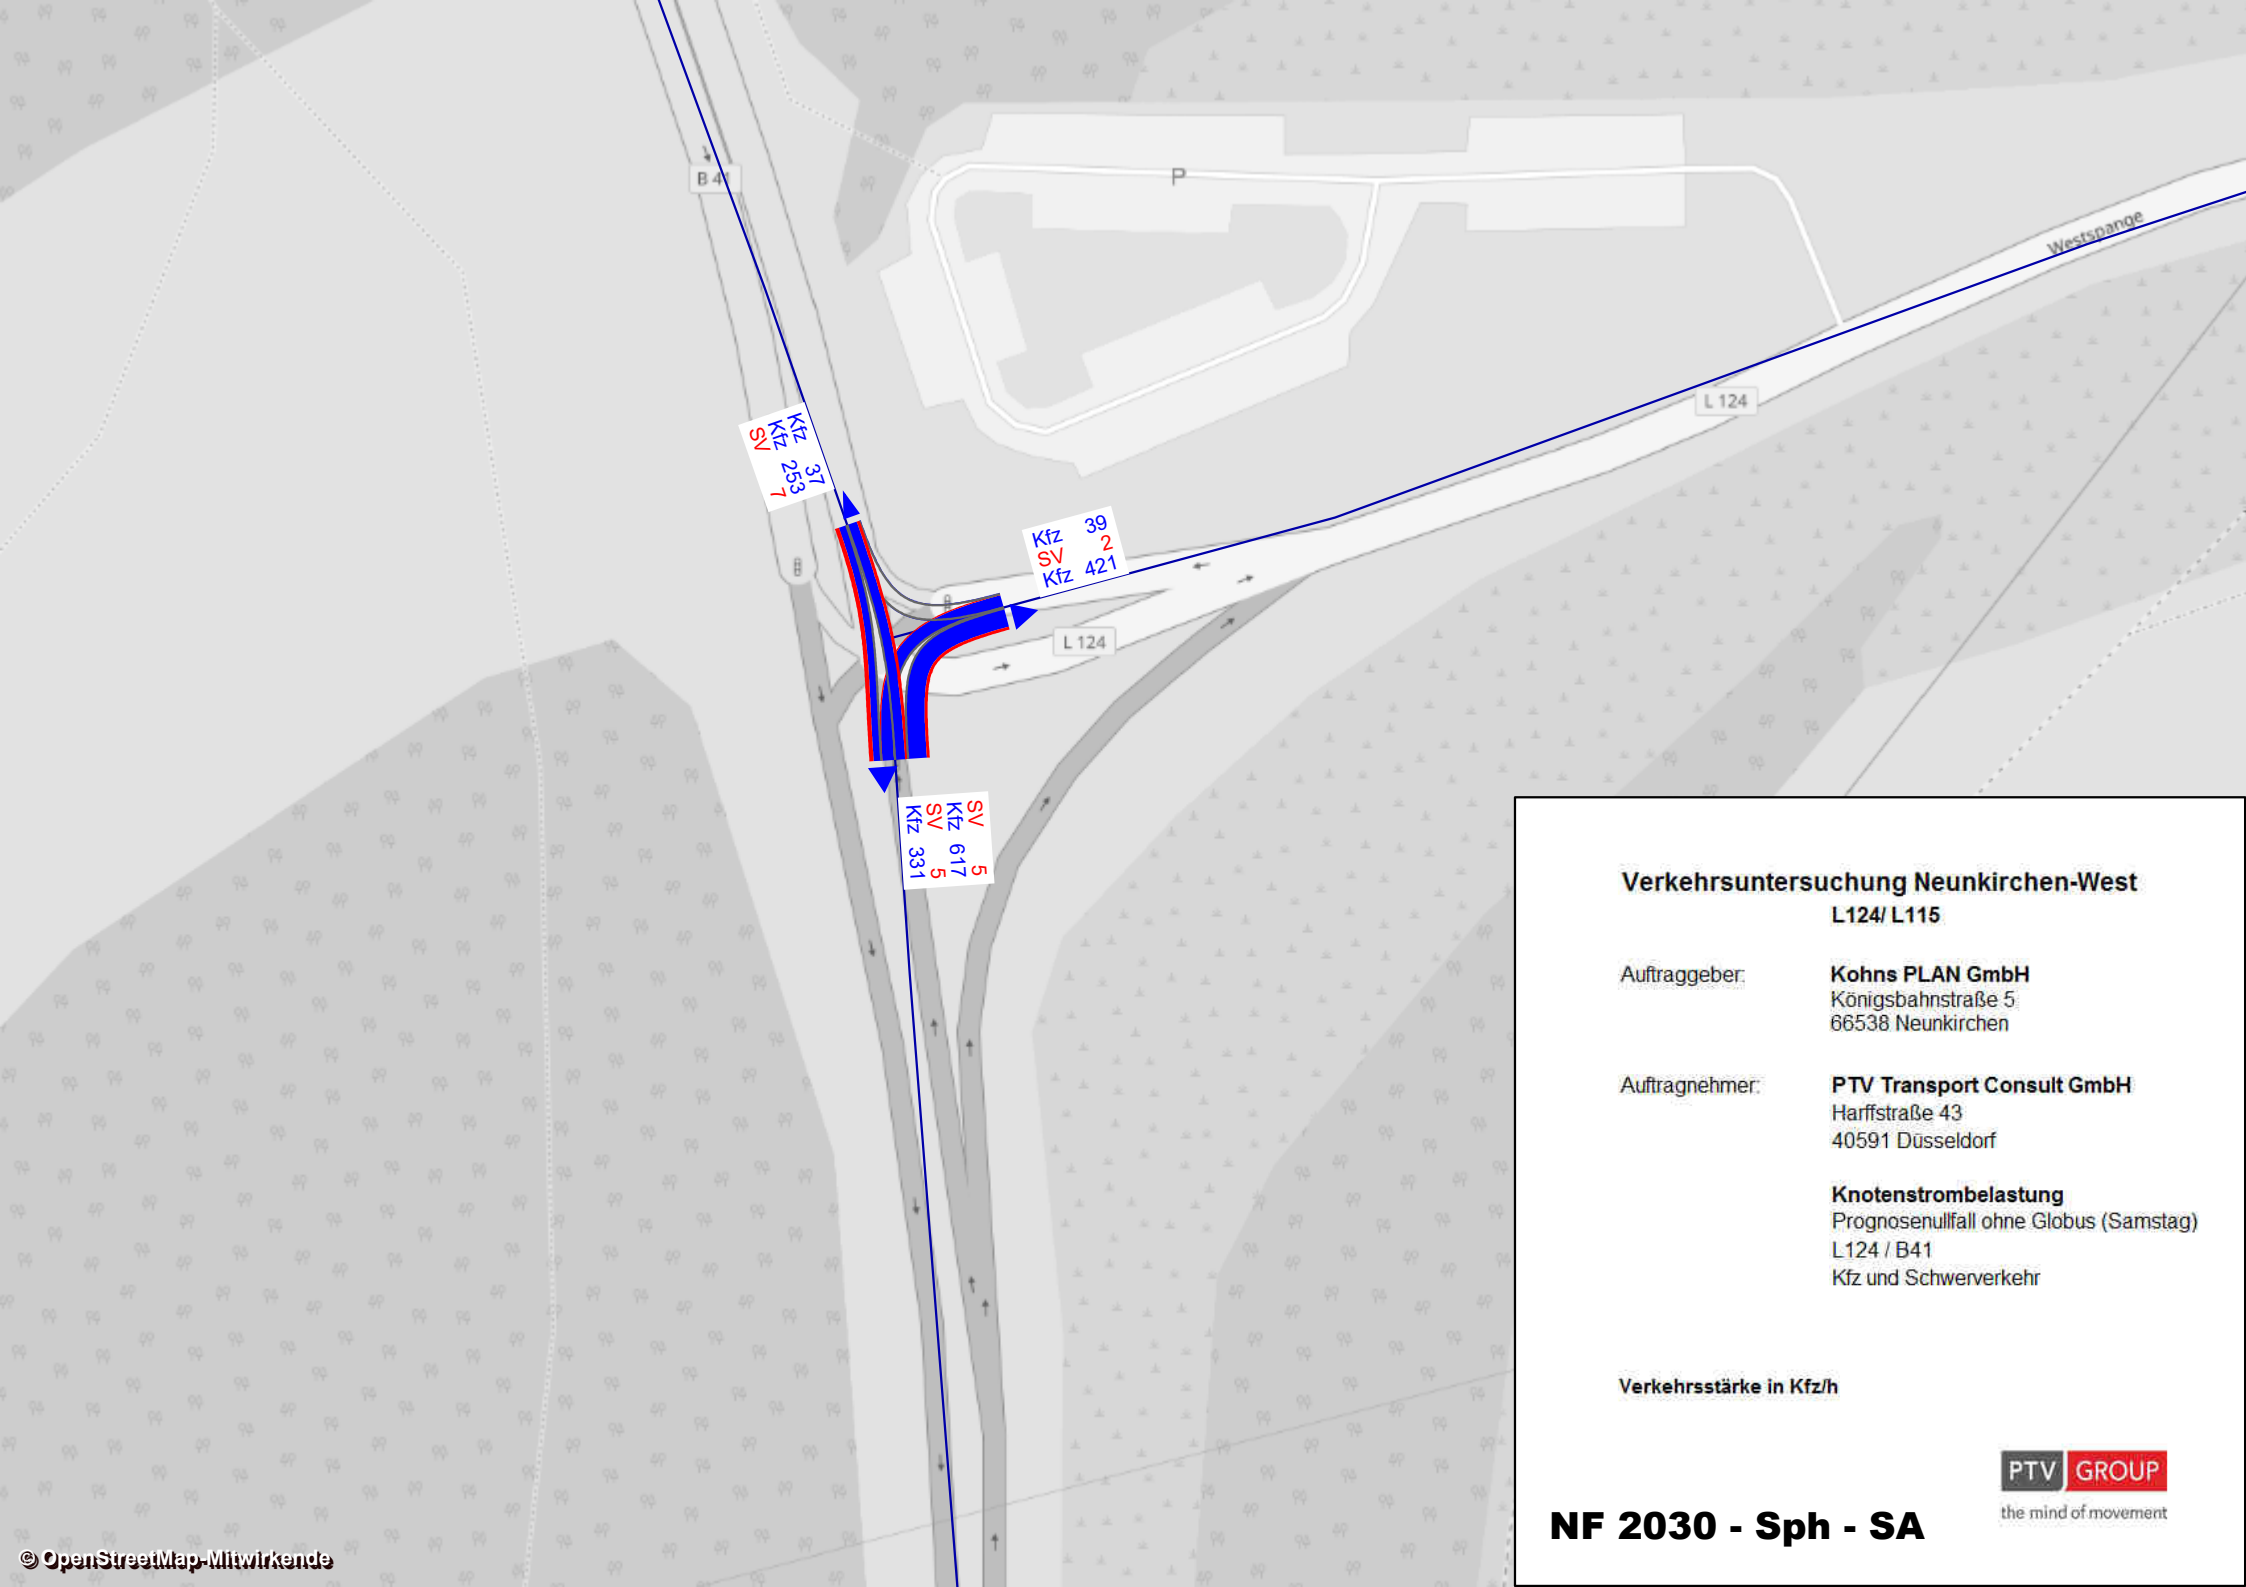 B 41
P
Westspange
L 124
Kfz 37
Kfz 253
SV 7
Kfz 39
SV 2
Kfz 421
L 124
SV 5
Kfz 617
SV 5
Kfz 331
Verkehrsuntersuchung Neunkirchen-West
L124/ L115
Auftraggeber: Kohns PLAN GmbH
Königsbahnstraße 5
66538 Neunkirchen
Auftragnehmer: PTV Transport Consult GmbH
Harffstraße 43
40591 Düsseldorf
Knotenstrombelastung
Prognosenullfall ohne Globus (Samstag)
L124 / B41
Kfz und Schwerverkehr
Verkehrsstärke in Kfz/h
PTV GROUP
the mind of movement
NF 2030 - Sph - SA
© OpenStreetMap-Mitwirkende